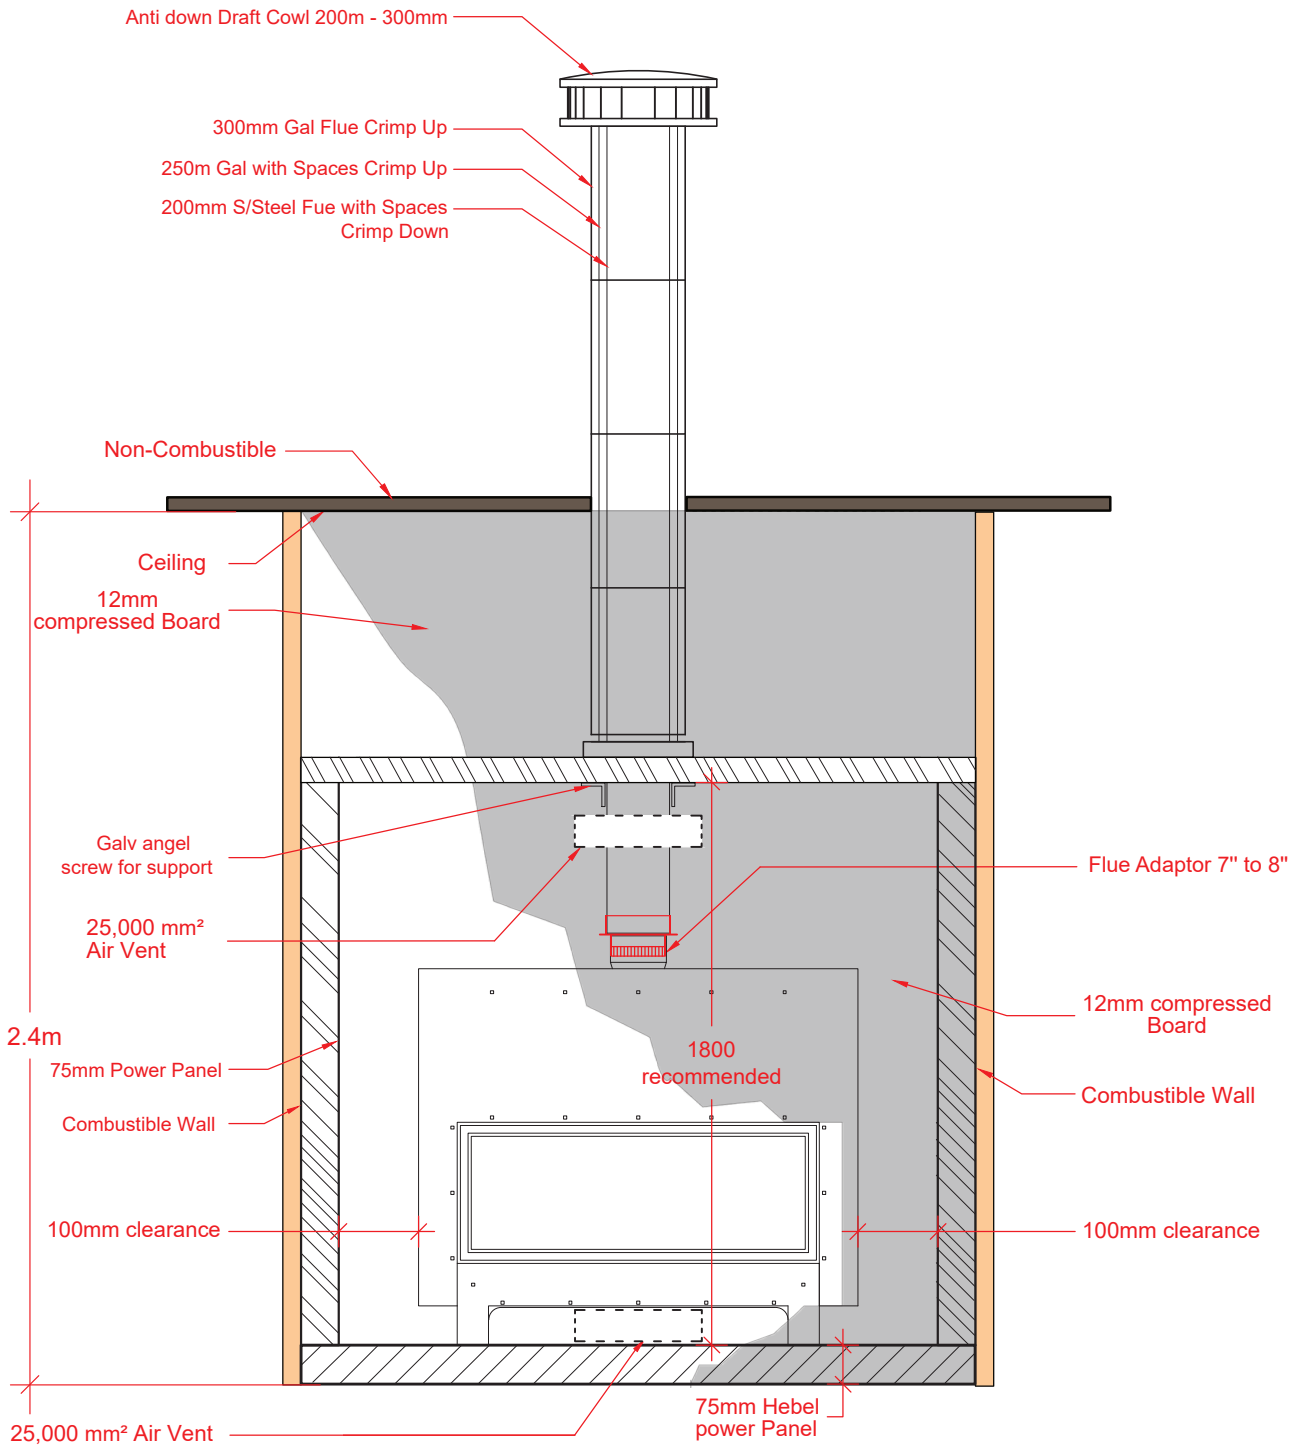 Anti down Draft Cowl 200m - 300mm
300mm Gal Flue Crimp Up
250m Gal with Spaces Crimp Up
200mm S/Steel Fue with Spaces
Crimp Down
Non-Combustible
Ceiling
12mm
compressed Board
Galv angel
screw for support
Flue Adaptor 7" to 8"
25,000 mm²
Air Vent
12mm compressed
Board
2.4m
1800
recommended
75mm Power Panel
Combustible Wall
Combustible Wall
100mm clearance
100mm clearance
75mm Hebel
power Panel
25,000 mm² Air Vent